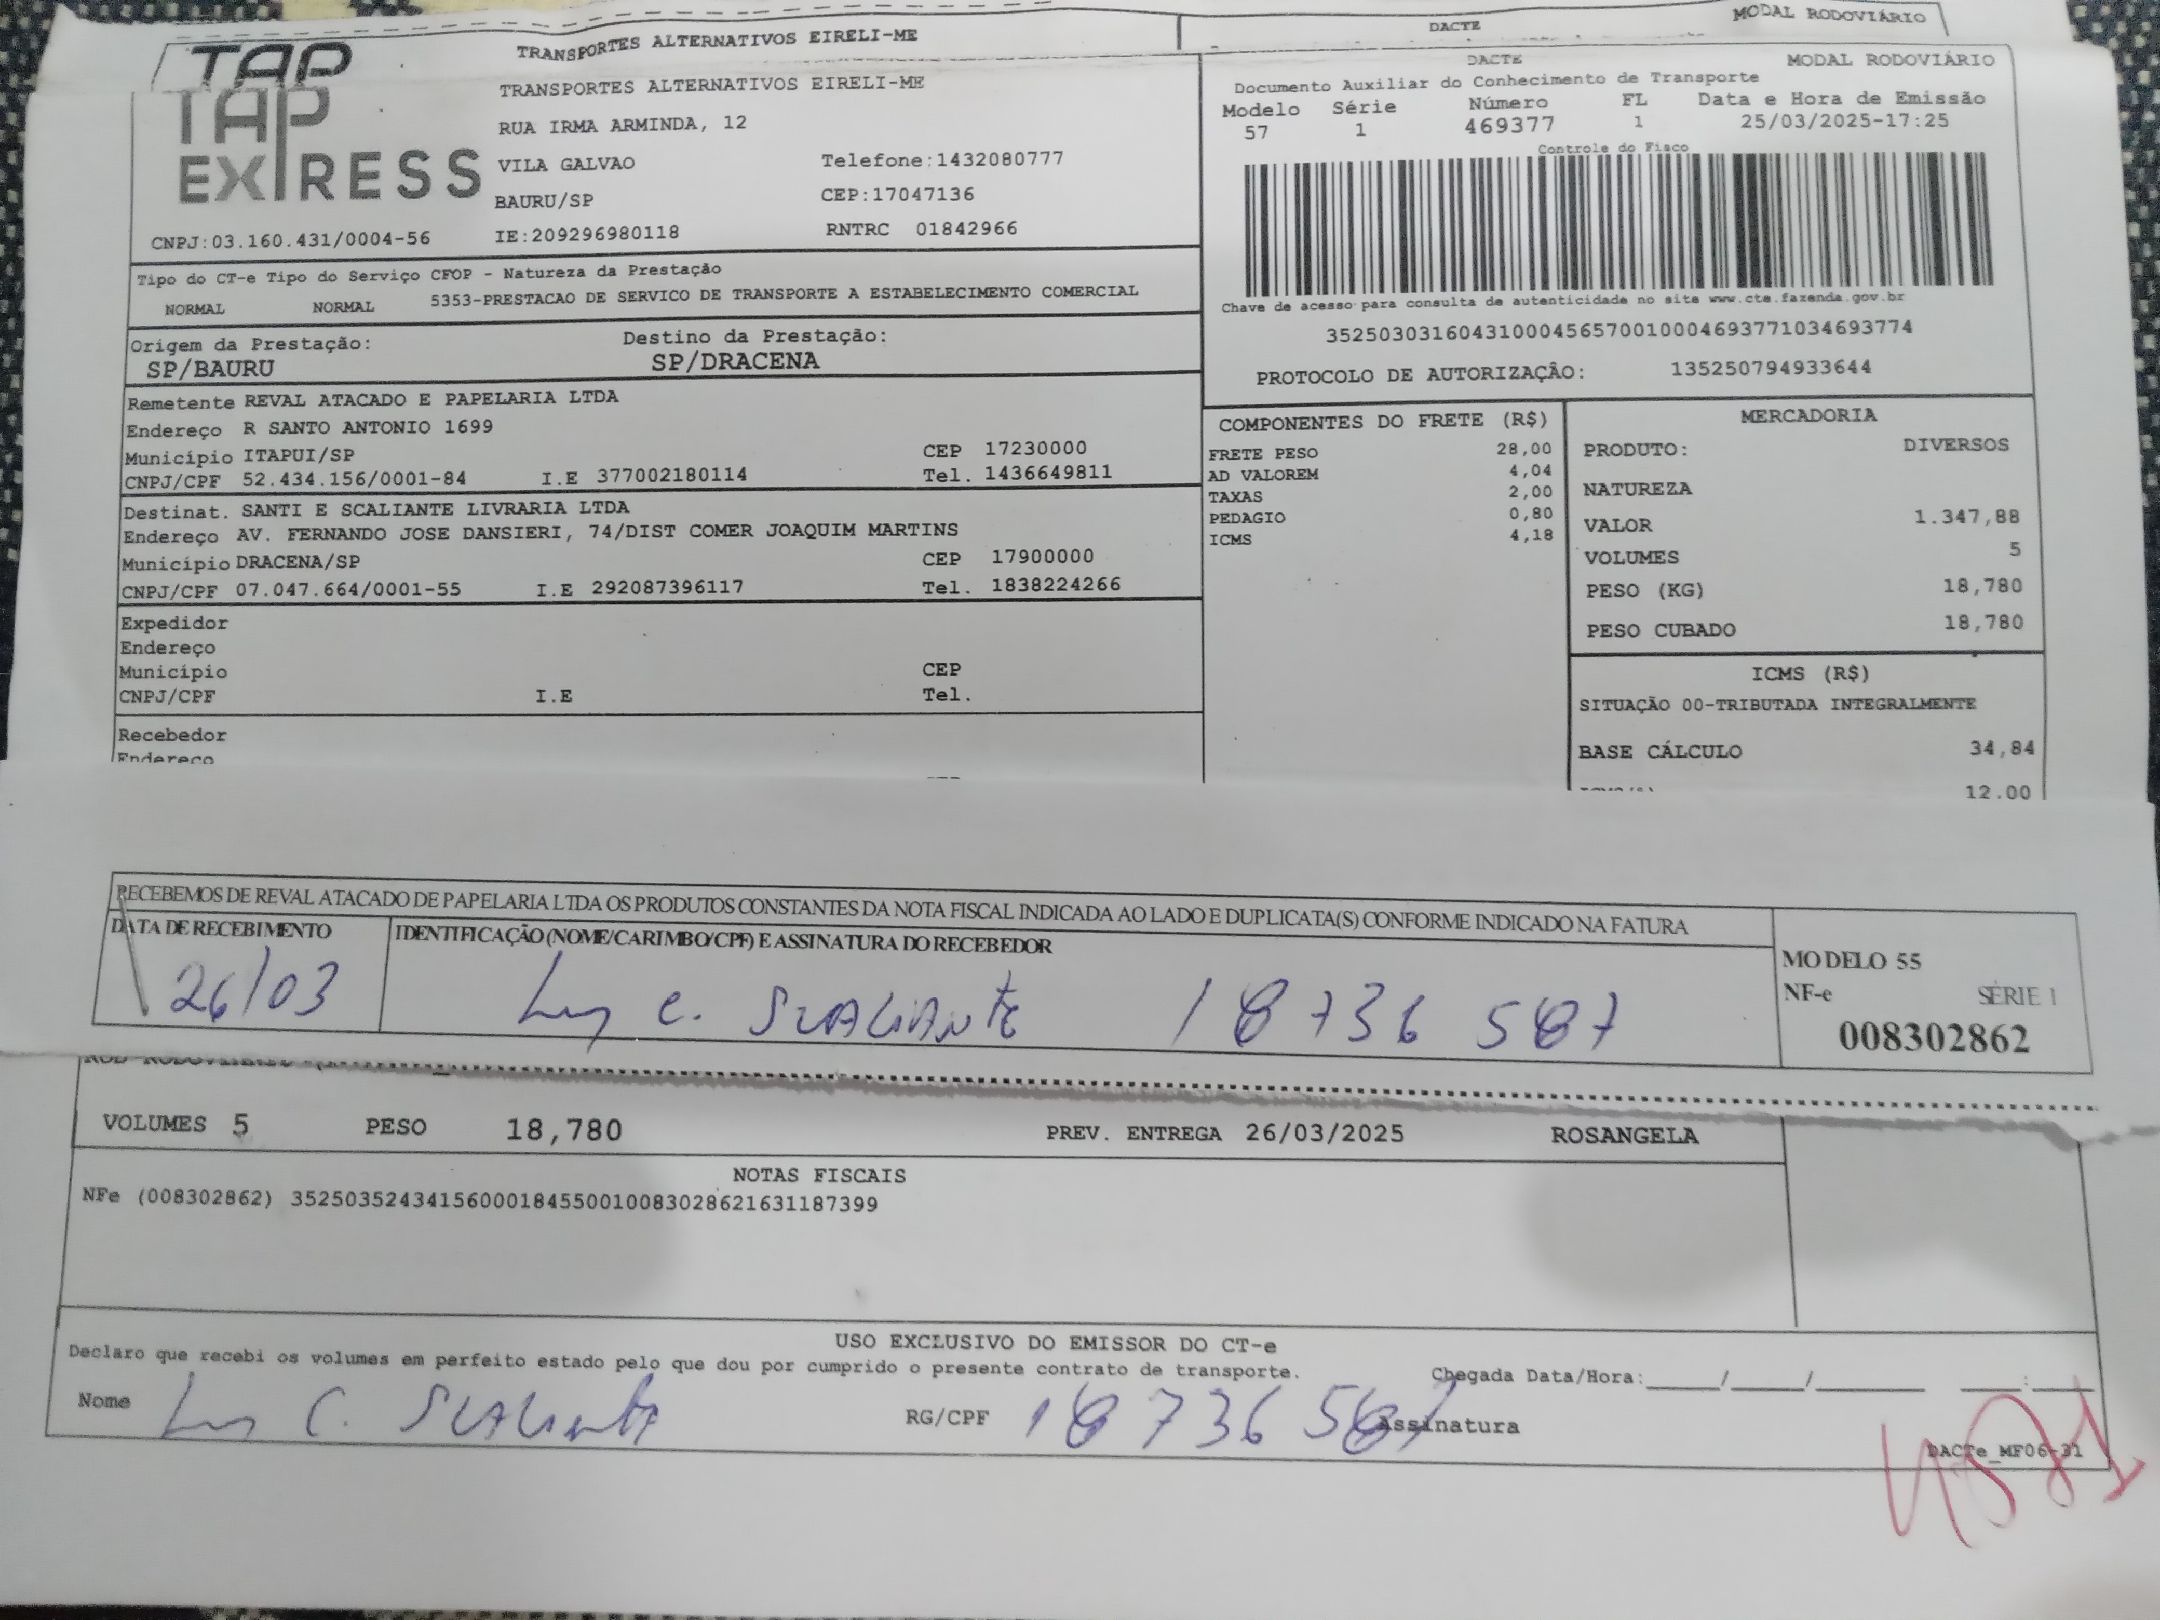 TAP
TRANSPORTES ALTERNATIVOS EIRELI-ME
DACTE
MODAL RODOVIÁRIO
TAP EXPRESS
TRANSPORTES ALTERNATIVOS EIRELI-ME
RUA IRMA ARMINDA, 12
VILA GALVAO Telefone:1432080777
BAURU/SP CEP:17047136
CNPJ:03.160.431/0004-56 IE:209296980118 RNTRC 01842966
DACTE MODAL RODOVIÁRIO
Documento Auxiliar do Conhecimento de Transporte
Modelo Série Número FL Data e Hora de Emissão
57 1 469377 1 25/03/2025-17:25
Controle do Fisco
Chave de acesso para consulta de autenticidade no site www.cte.fazenda.gov.br
35250303160431000456570010004693771034693774
PROTOCOLO DE AUTORIZAÇÃO: 135250794933644
Tipo do CT-e Tipo do Serviço CFOP - Natureza da Prestação
NORMAL NORMAL 5353-PRESTACAO DE SERVICO DE TRANSPORTE A ESTABELECIMENTO COMERCIAL
Origem da Prestação: Destino da Prestação:
SP/BAURU SP/DRACENA
Remetente REVAL ATACADO E PAPELARIA LTDA
Endereço R SANTO ANTONIO 1699
Município ITAPUI/SP CEP 17230000
CNPJ/CPF 52.434.156/0001-84 I.E 377002180114 Tel. 1436649811
Destinat. SANTI E SCALIANTE LIVRARIA LTDA
Endereço AV. FERNANDO JOSE DANSIERI, 74/DIST COMER JOAQUIM MARTINS
Município DRACENA/SP CEP 17900000
CNPJ/CPF 07.047.664/0001-55 I.E 292087396117 Tel. 1838224266
Expedidor
Endereço
Município CEP
CNPJ/CPF I.E Tel.
Recebedor
Endereço
COMPONENTES DO FRETE (R$)
FRETE PESO 28,00
AD VALOREM 4,04
TAXAS 2,00
PEDAGIO 0,80
ICMS 4,18
MERCADORIA
PRODUTO: DIVERSOS
NATUREZA
VALOR 1.347,88
VOLUMES 5
PESO (KG) 18,780
PESO CUBADO 18,780
ICMS (R$)
SITUAÇÃO 00-TRIBUTADA INTEGRALMENTE
BASE CÁLCULO 34,84
12.00
RECEBEMOS DE REVAL ATACADO DE PAPELARIA LTDA OS PRODUTOS CONSTANTES DA NOTA FISCAL INDICADA AO LADO E DUPLICATA(S) CONFORME INDICADO NA FATURA
DATA DE RECEBIMENTO IDENTIFICAÇÃO (NOME/CARIMBO/CPF) E ASSINATURA DO RECEBEDOR
26/03 C. SCALIANTE 18736587
MODELO 55
NF-e SÉRIE 1
008302862
VOLUMES 5 PESO 18,780 PREV. ENTREGA 26/03/2025 ROSANGELA
NOTAS FISCAIS
NFe (008302862) 35250352434156000184550010083028621631187399
USO EXCLUSIVO DO EMISSOR DO CT-e
Declaro que recebi os volumes em perfeito estado pelo que dou por cumprido o presente contrato de transporte.
Chegada Data/Hora:____/____/______ ____:____
Nome C. Scaliante RG/CPF 18736587 Assinatura
DACTe_MF06-31